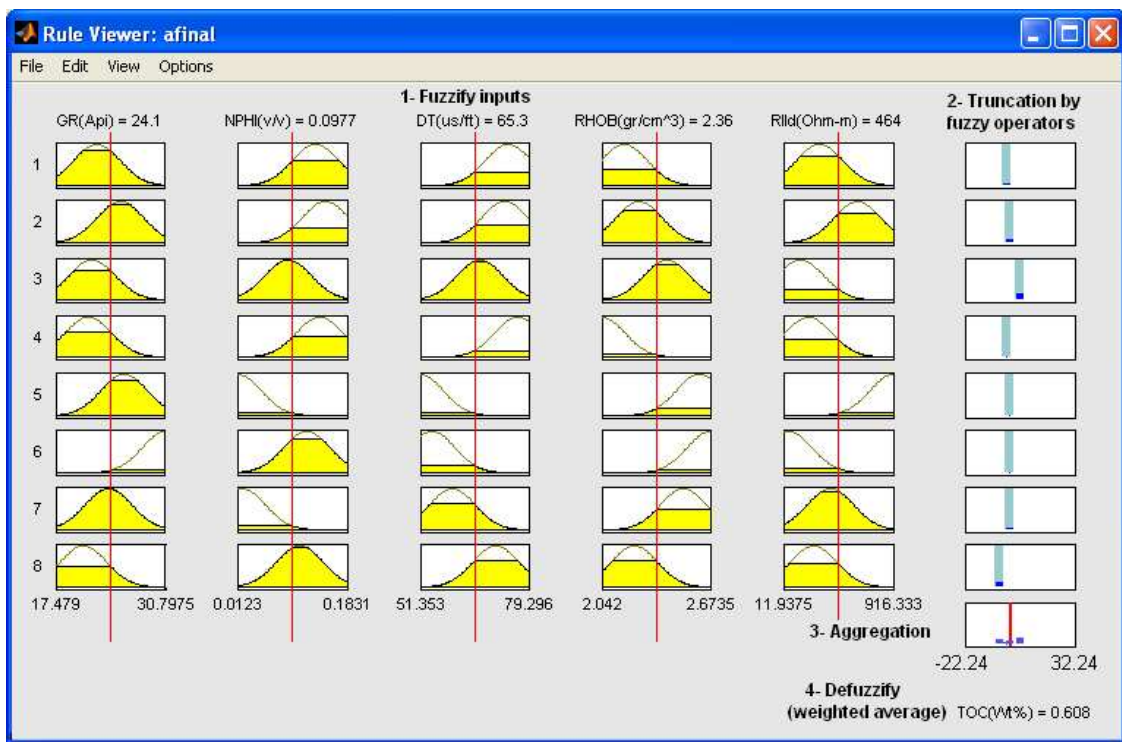 Rule Viewer: afinal
File Edit View Options
1- Fuzzify inputs
2- Truncation by
fuzzy operators
GR(Api) = 24.1 NPHI(v/v) = 0.0977 DT(us/ft) = 65.3 RHOB(gr/cm^3) = 2.36 Rlld(Ohm-m) = 464
1
2
3
4
5
6
7
8
17.479 30.7975 0.0123 0.1831 51.353 79.296 2.042 2.6735 11.9375 916.333
3- Aggregation
-22.24 32.24
4- Defuzzify
(weighted average) TOC(Wt%) = 0.608